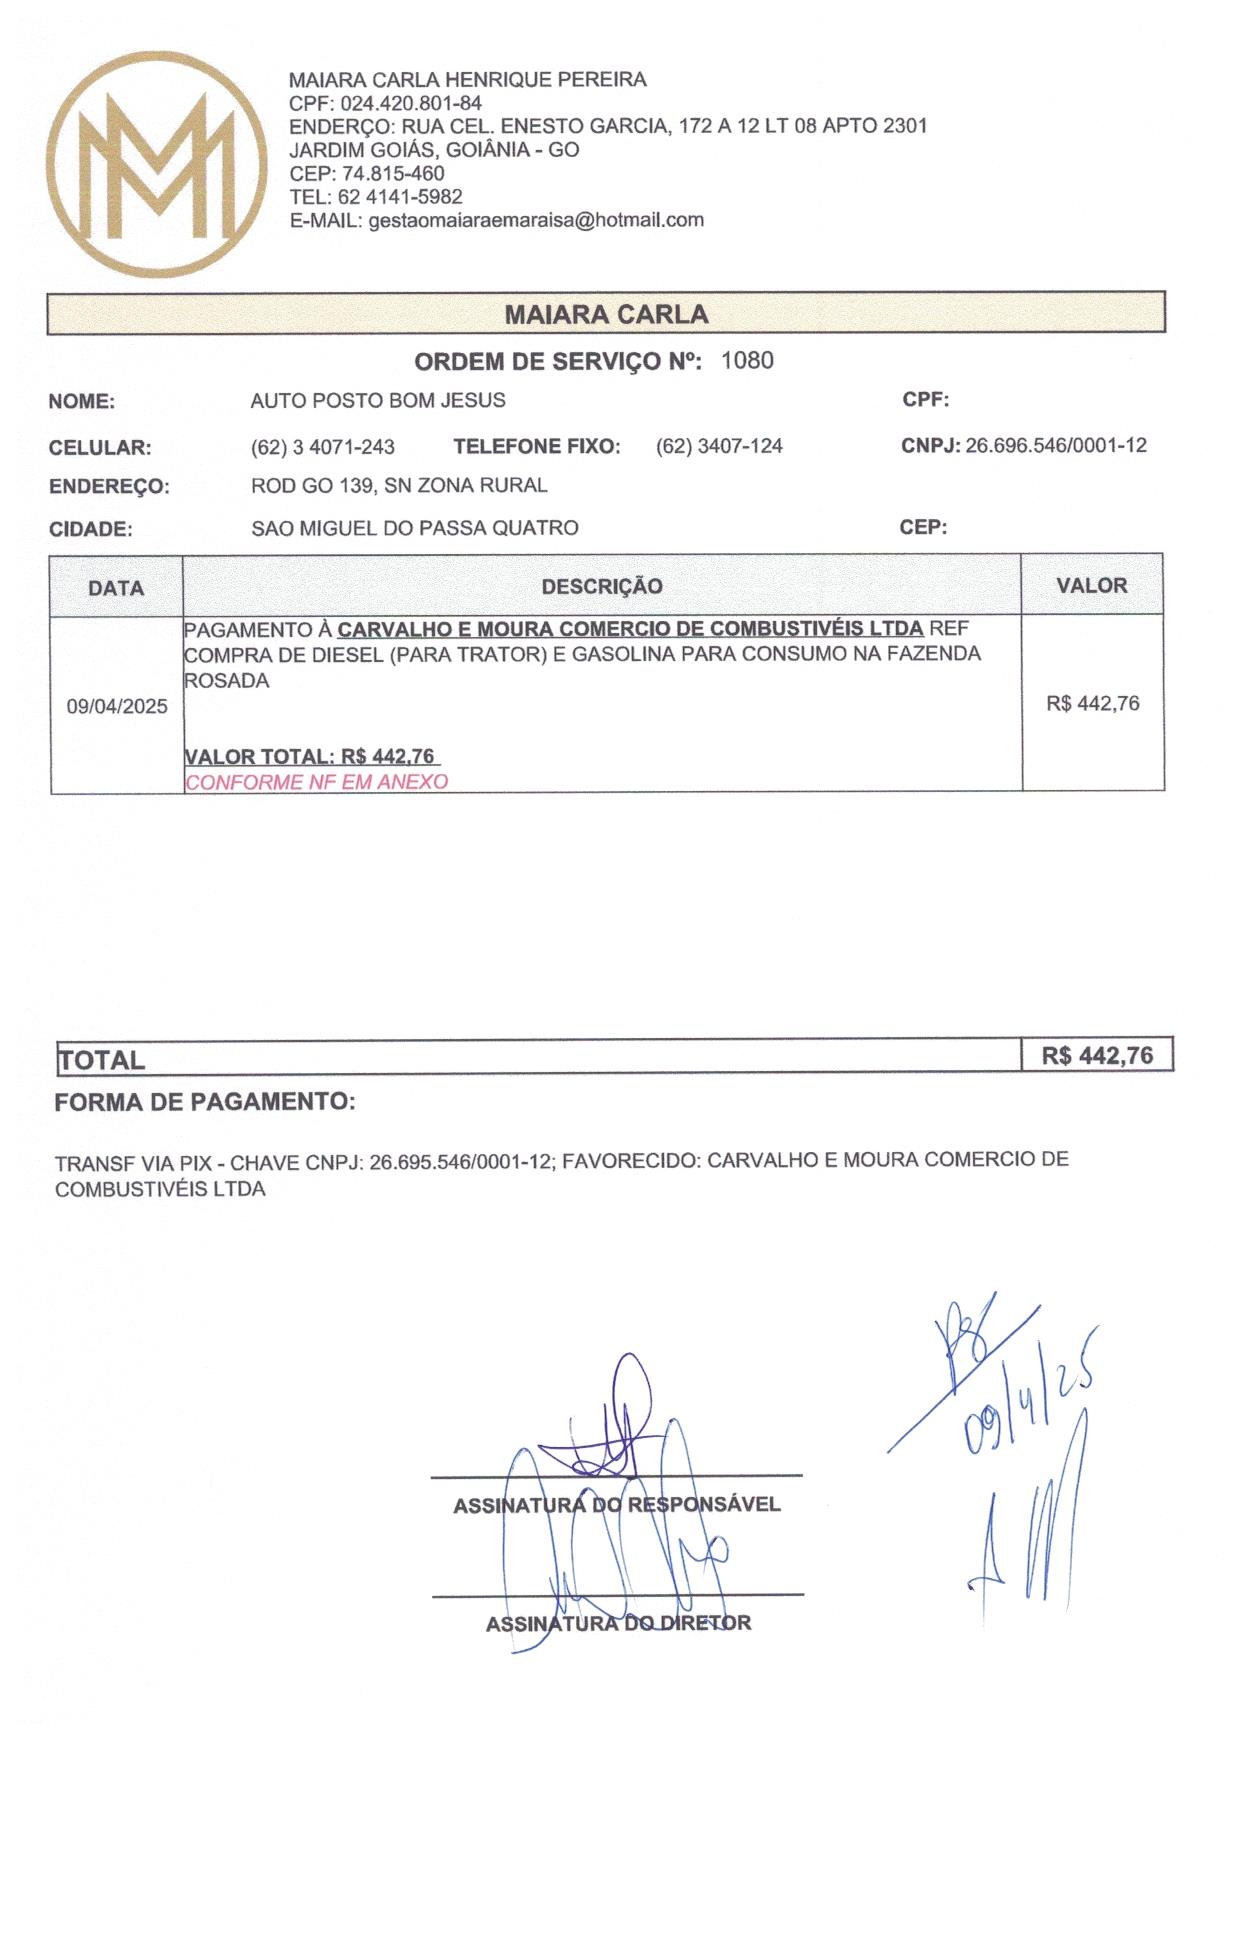 MAIARA CARLA HENRIQUE PEREIRA
CPF: 024.420.801-84
ENDERÇO: RUA CEL. ENESTO GARCIA, 172 A 12 LT 08 APTO 2301
JARDIM GOIÁS, GOIÂNIA - GO
CEP: 74.815-460
TEL: 62 4141-5982
E-MAIL: gestaomaiaraemaraisa@hotmail.com
MAIARA CARLA
ORDEM DE SERVIÇO Nº: 1080
NOME: AUTO POSTO BOM JESUS CPF:
CELULAR: (62) 3 4071-243 TELEFONE FIXO: (62) 3407-124 CNPJ: 26.696.546/0001-12
ENDEREÇO: ROD GO 139, SN ZONA RURAL
CIDADE: SAO MIGUEL DO PASSA QUATRO CEP:
DATA DESCRIÇÃO VALOR
PAGAMENTO À CARVALHO E MOURA COMERCIO DE COMBUSTIVÉIS LTDA REF
COMPRA DE DIESEL (PARA TRATOR) E GASOLINA PARA CONSUMO NA FAZENDA
ROSADA
09/04/2025 R$ 442,76
VALOR TOTAL: R$ 442,76
CONFORME NF EM ANEXO
TOTAL R$ 442,76
FORMA DE PAGAMENTO:
TRANSF VIA PIX - CHAVE CNPJ: 26.695.546/0001-12; FAVORECIDO: CARVALHO E MOURA COMERCIO DE
COMBUSTIVÉIS LTDA
09/4/25
ASSINATURA DO RESPONSÁVEL
ASSINATURA DO DIRETOR